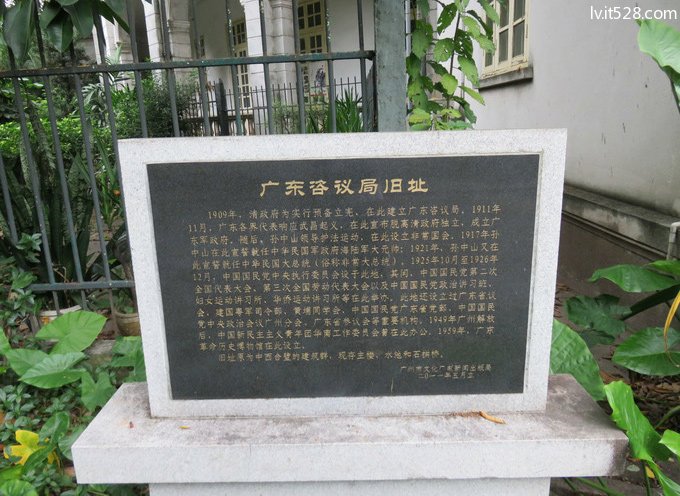 lvit528.com
广东咨议局旧址
1909年，清政府为实行预备立宪，在此建立广东咨议局。1911年
11月，广东各界代表响应武昌起义，在此宣布脱离清政府独立，成立广
东军政府。随后，孙中山领导护法运动，在此设立非常国会。1917年孙
中山在此宣誓就任中华民国军政府海陆军大元帅；1921年，孙中山又在
此宣誓就任中华民国大总统（俗称非常大总统）。1925年10月至1926年
12月，中国国民党中央执行委员会设于此地。其间，中国国民党第二次
全国代表大会、第三次全国劳动代表大会以及中国国民党政治讲习班、
妇女运动讲习所、华侨运动讲习所等在此举办。此地还设立过广东省议
会，建国粤军司令部，黄埔同学会，中国国民党广东省党部，中国国民
党中央政治会议广州分会，广东省参议会等重要机构。1949年广州解放
后，中国新民主主义青年团华南工作委员会曾在此办公。1959年，广东
革命历史博物馆在此设立。
旧址原为中西合璧的建筑群，现存主楼、水池和石拱桥。
广州市文化广电新闻出版局
二〇一一年五月立